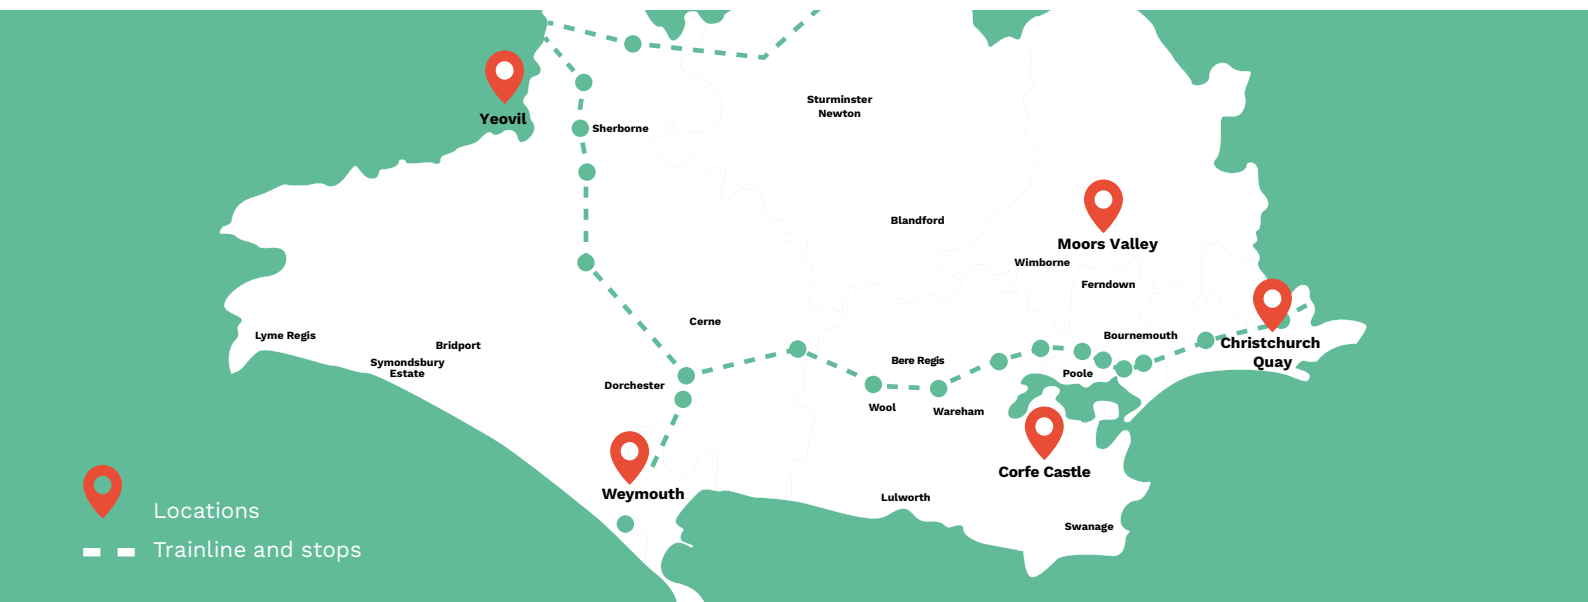 Sturminster
Newton
Yeovil
Sherborne
Blandford
Moors Valley
Wimborne
Ferndown
Cerne
Lyme Regis
Bridport
Bournemouth
Christchurch
Quay
Symondsbury
Estate
Bere Regis
Poole
Dorchester
Wool
Wareham
Corfe Castle
Weymouth
Lulworth
Swanage
Locations
Trainline and stops